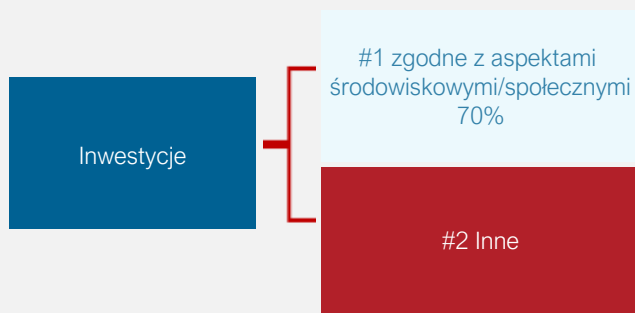 #1 zgodne z aspektami
środowiskowymi/społecznymi
70%
Inwestycje
#2 Inne